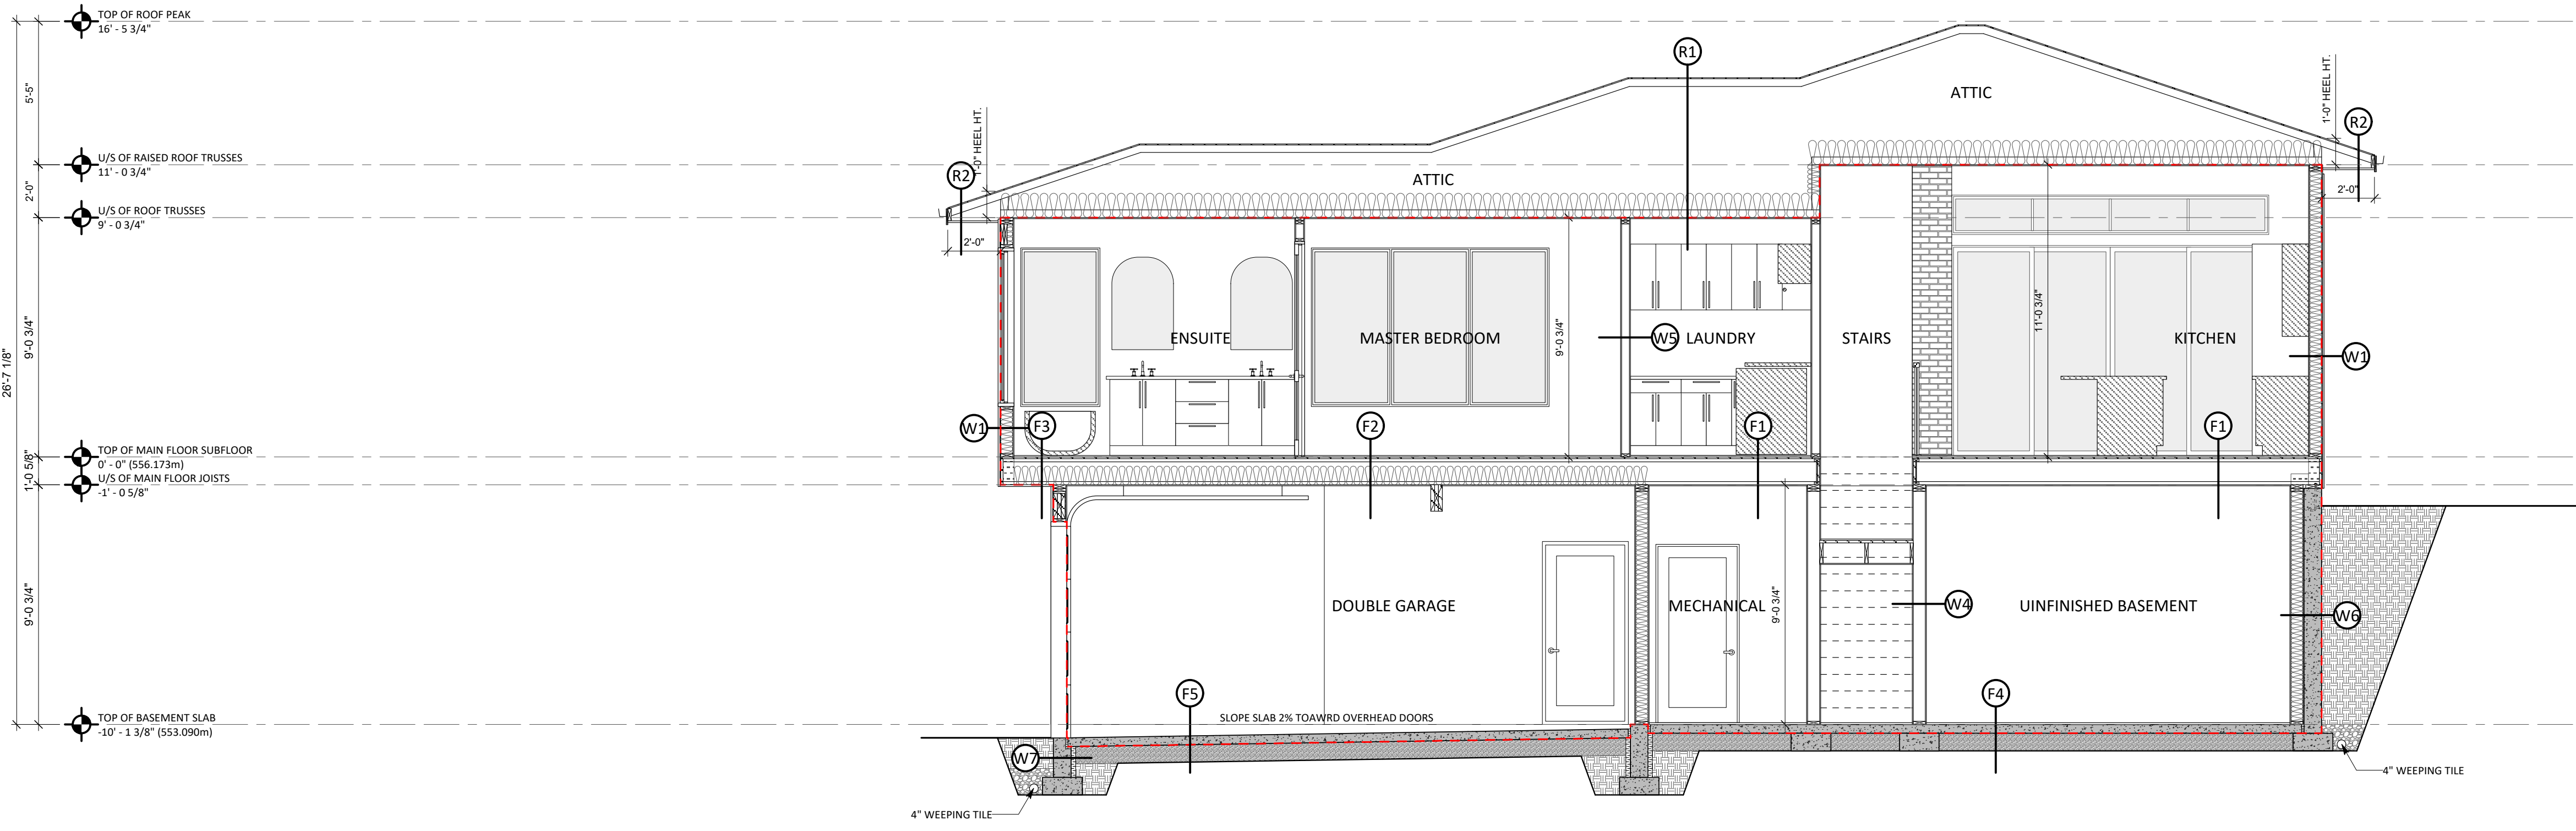 TOP OF ROOF PEAK
16' - 5 3/4"
5'-5"
U/S OF RAISED ROOF TRUSSES
11' - 0 3/4"
2'-0"
U/S OF ROOF TRUSSES
9' - 0 3/4"
9'-0 3/4"
26'-7 1/8"
TOP OF MAIN FLOOR SUBFLOOR
0' - 0" (556.173m)
1'-0 5/8"
U/S OF MAIN FLOOR JOISTS
-1' - 0 5/8"
9'-0 3/4"
TOP OF BASEMENT SLAB
-10' - 1 3/8" (553.090m)
R1
ATTIC
1'-0" HEEL HT.
R2
2'-0"
1'-0" HEEL HT.
R2
2'-0"
ATTIC
ENSUITE
MASTER BEDROOM
9'-0 3/4"
W5
LAUNDRY
STAIRS
11'-0 3/4"
KITCHEN
W1
W1
F3
F2
F1
F1
DOUBLE GARAGE
MECHANICAL
9'-0 3/4"
W4
UINFINISHED BASEMENT
W6
F5
F4
SLOPE SLAB 2% TOAWRD OVERHEAD DOORS
W7
4" WEEPING TILE
4" WEEPING TILE